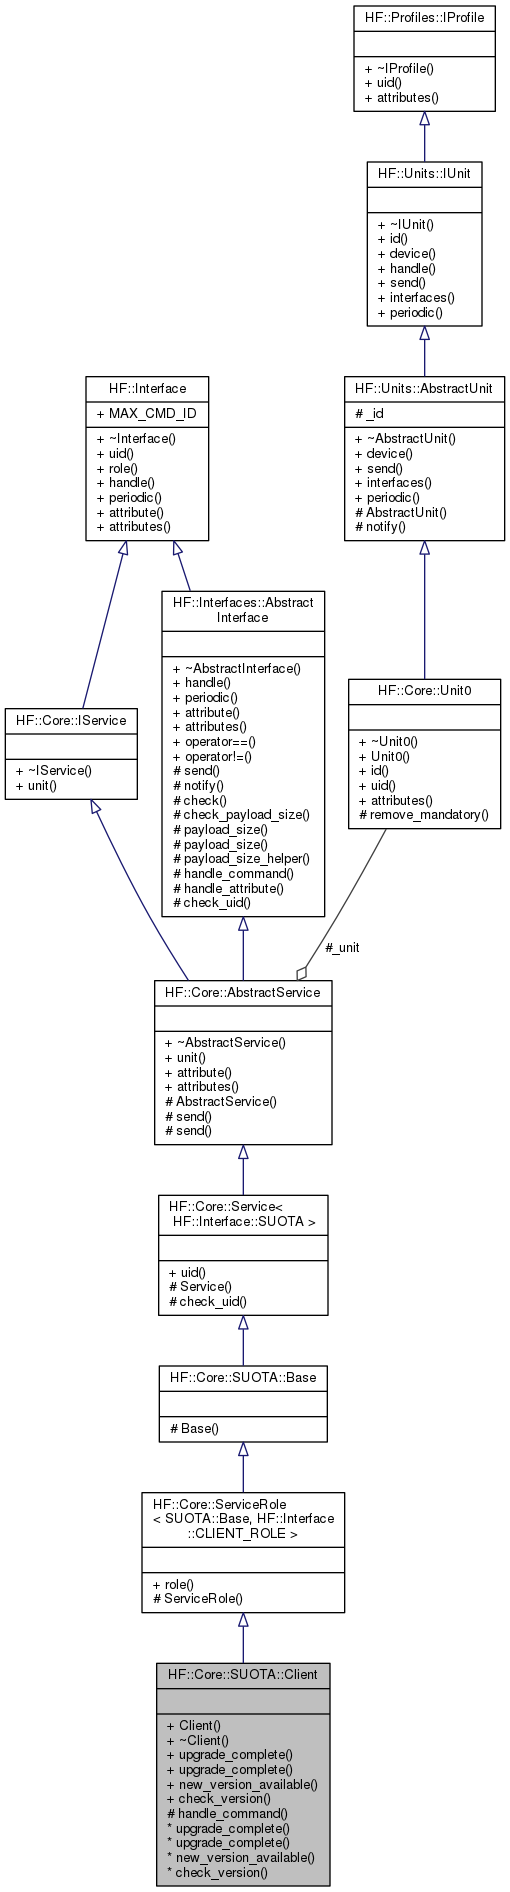 HF::Profiles::IProfile
+ ~IProfile()
+ uid()
+ attributes()
HF::Units::IUnit
+ ~IUnit()
+ id()
+ device()
+ handle()
+ send()
+ interfaces()
+ periodic()
HF::Interface
+ MAX_CMD_ID
+ ~Interface()
+ uid()
+ role()
+ handle()
+ periodic()
+ attribute()
+ attributes()
HF::Units::AbstractUnit
# _id
+ ~AbstractUnit()
+ device()
+ send()
+ interfaces()
+ periodic()
# AbstractUnit()
# notify()
HF::Interfaces::Abstract
Interface
+ ~AbstractInterface()
+ handle()
+ periodic()
+ attribute()
+ attributes()
+ operator==()
+ operator!=()
# send()
# notify()
# check()
# check_payload_size()
# payload_size()
# payload_size()
# payload_size_helper()
# handle_command()
# handle_attribute()
# check_uid()
HF::Core::IService
+ ~IService()
+ unit()
HF::Core::Unit0
+ ~Unit0()
+ Unit0()
+ id()
+ uid()
+ attributes()
# remove_mandatory()
#_unit
HF::Core::AbstractService
+ ~AbstractService()
+ unit()
+ attribute()
+ attributes()
# AbstractService()
# send()
# send()
HF::Core::Service<
HF::Interface::SUOTA >
+ uid()
# Service()
# check_uid()
HF::Core::SUOTA::Base
# Base()
HF::Core::ServiceRole
< SUOTA::Base, HF::Interface
::CLIENT_ROLE >
+ role()
# ServiceRole()
HF::Core::SUOTA::Client
+ Client()
+ ~Client()
+ upgrade_complete()
+ upgrade_complete()
+ new_version_available()
+ check_version()
# handle_command()
* upgrade_complete()
* upgrade_complete()
* new_version_available()
* check_version()